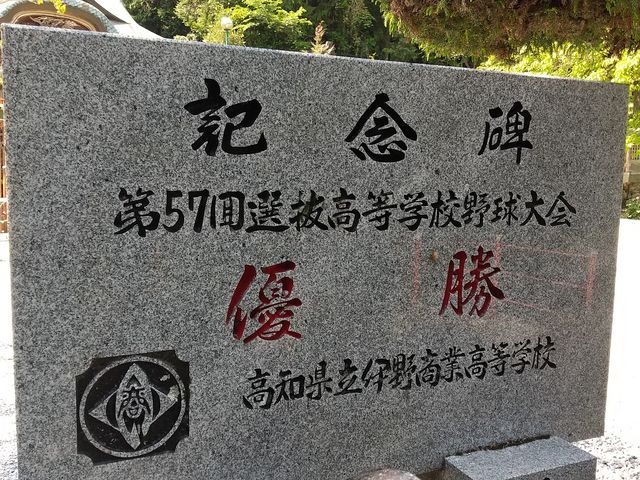 記念碑
第57回選抜高等学校野球大会
優勝
高知県立伊野商業高等学校
商